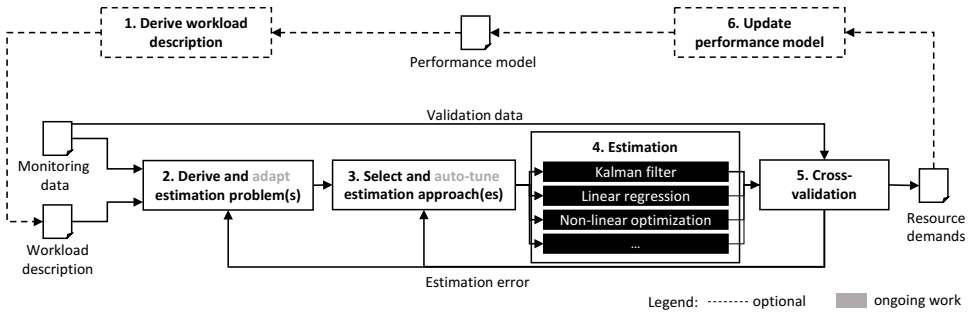 1. Derive workload
description
Performance model
6. Update
performance model
Validation data
Monitoring
data
2. Derive and adapt
estimation problem(s)
3. Select and auto-tune
estimation approach(es)
4. Estimation
Kalman filter
Linear regression
Non-linear optimization
...
5. Cross-
validation
Resource
demands
Workload
description
Estimation error
Legend:
optional
ongoing work